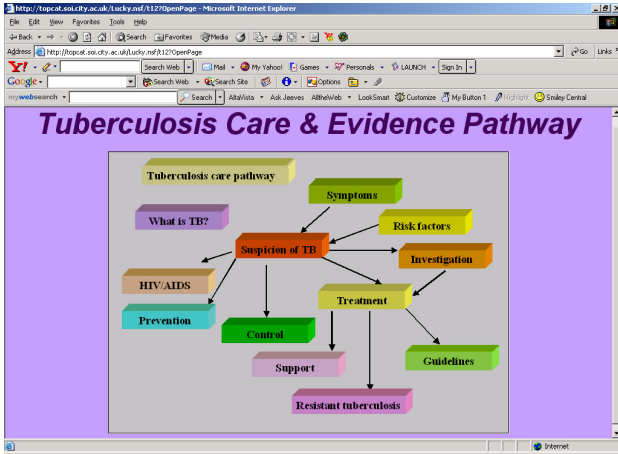 http://topcat.soi.city.ac.uk/Lucky.nsf/t12?OpenPage - Microsoft Internet Explorer
File Edit View Favorites Tools Help
Back Search Favorites Media
Address http://topcat.soi.city.ac.uk/Lucky.nsf/t12?OpenPage Go Links
Y! Search Web Mail My Yahoo! Games Personals LAUNCH Sign In
Google Search Web Search Site Options
mywebsearch Search AltaVista Ask Jeeves AlltheWeb LookSmart Customize My Button 1 Highlight Smiley Central
Tuberculosis Care & Evidence Pathway
Tuberculosis care pathway
Symptoms
What is TB?
Risk factors
Suspicion of TB
Investigation
HIV/AIDS
Treatment
Prevention
Control
Support
Guidelines
Resistant tuberculosis
Internet